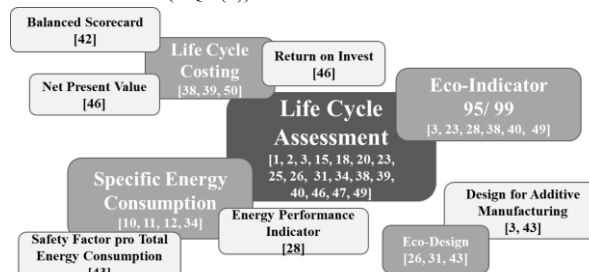 Balanced Scorecard
[42]
Life Cycle
Costing
[38, 39, 50]
Return on Invest
[46]
Net Present Value
[46]
Eco-Indicator
95/ 99
[3, 23, 28, 38, 40, 49]
Life Cycle
Assessment
[1, 2, 3, 15, 18, 20, 23,
25, 26, 31, 34, 38, 39,
40, 46, 47, 49]
Specific Energy
Consumption
[10, 11, 12, 34]
Design for Additive
Manufacturing
[3, 43]
Energy Performance
Indicator
[28]
Safety Factor pro Total
Energy Consumption
[43]
Eco-Design
[26, 31, 43]